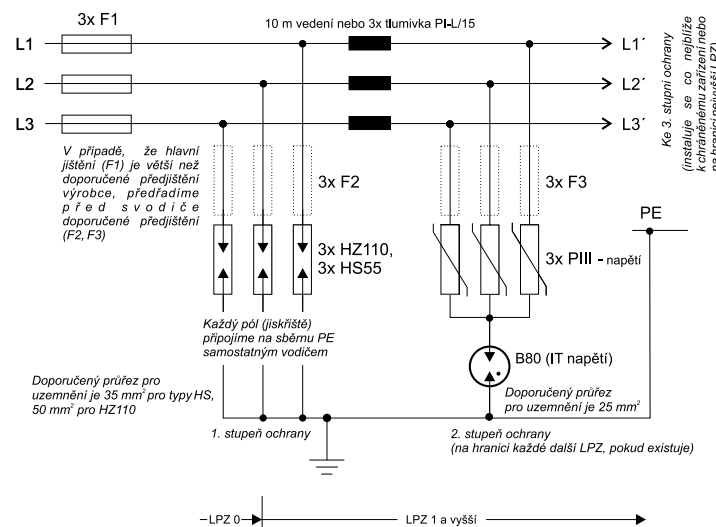 3x F1
10 m vedení nebo 3x tlumivka PI-L/15
L1
L1´
L2
L2´
L3
L3´
Ke 3. stupni ochrany
(instaluje se co nejblíže
k chráněnému zařízení nebo
na hranici nejvyšší LPZ)
V případě, že hlavní
jištění (F1) je větší než
doporučené předjištění
výrobce, předřadíme
před svodiče
doporučené předjištění
(F2, F3)
3x F2
3x F3
PE
3x HZ110,
3x HS55
3x PIII - napětí
Každý pól (jiskřiště)
připojíme na sběrnu PE
samostatným vodičem
B80 (IT napětí)
Doporučený průřez pro
uzemnění je 35 mm² pro typy HS,
50 mm² pro HZ110
Doporučený průřez
pro uzemnění je 25 mm²
1. stupeň ochrany
2. stupeň ochrany
(na hranici každé další LPZ, pokud existuje)
LPZ 0
LPZ 1 a vyšší